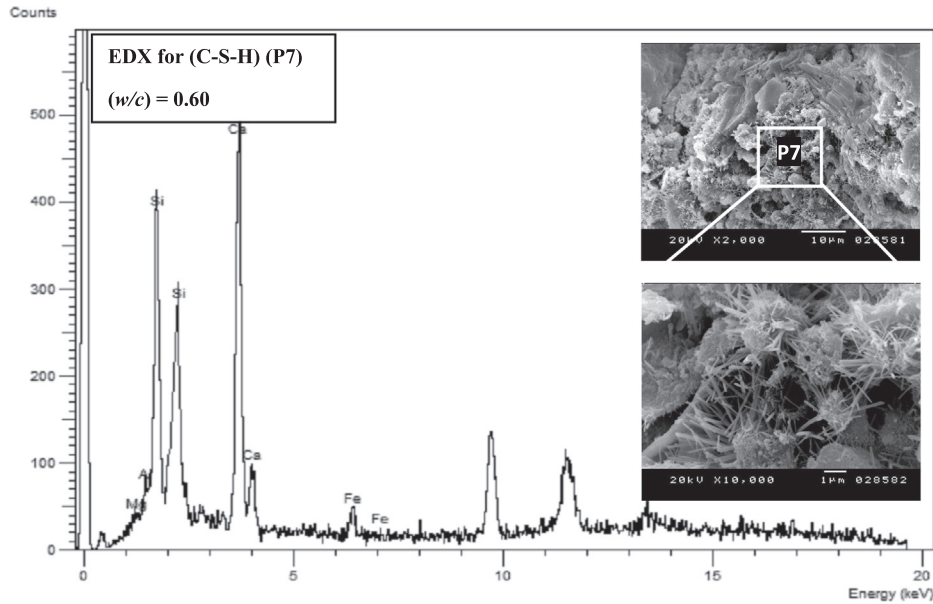 Counts
EDX for (C-S-H) (P7)
(w/c) = 0.60
500
400
300
200
100
0
Ca
Si
Si
Ca
A
Mg
Fe
Fe
0
5
10
15
20
Energy (keV)
P7
20kV X2,000 10μm 028581
20kV X10,000 1μm 028582